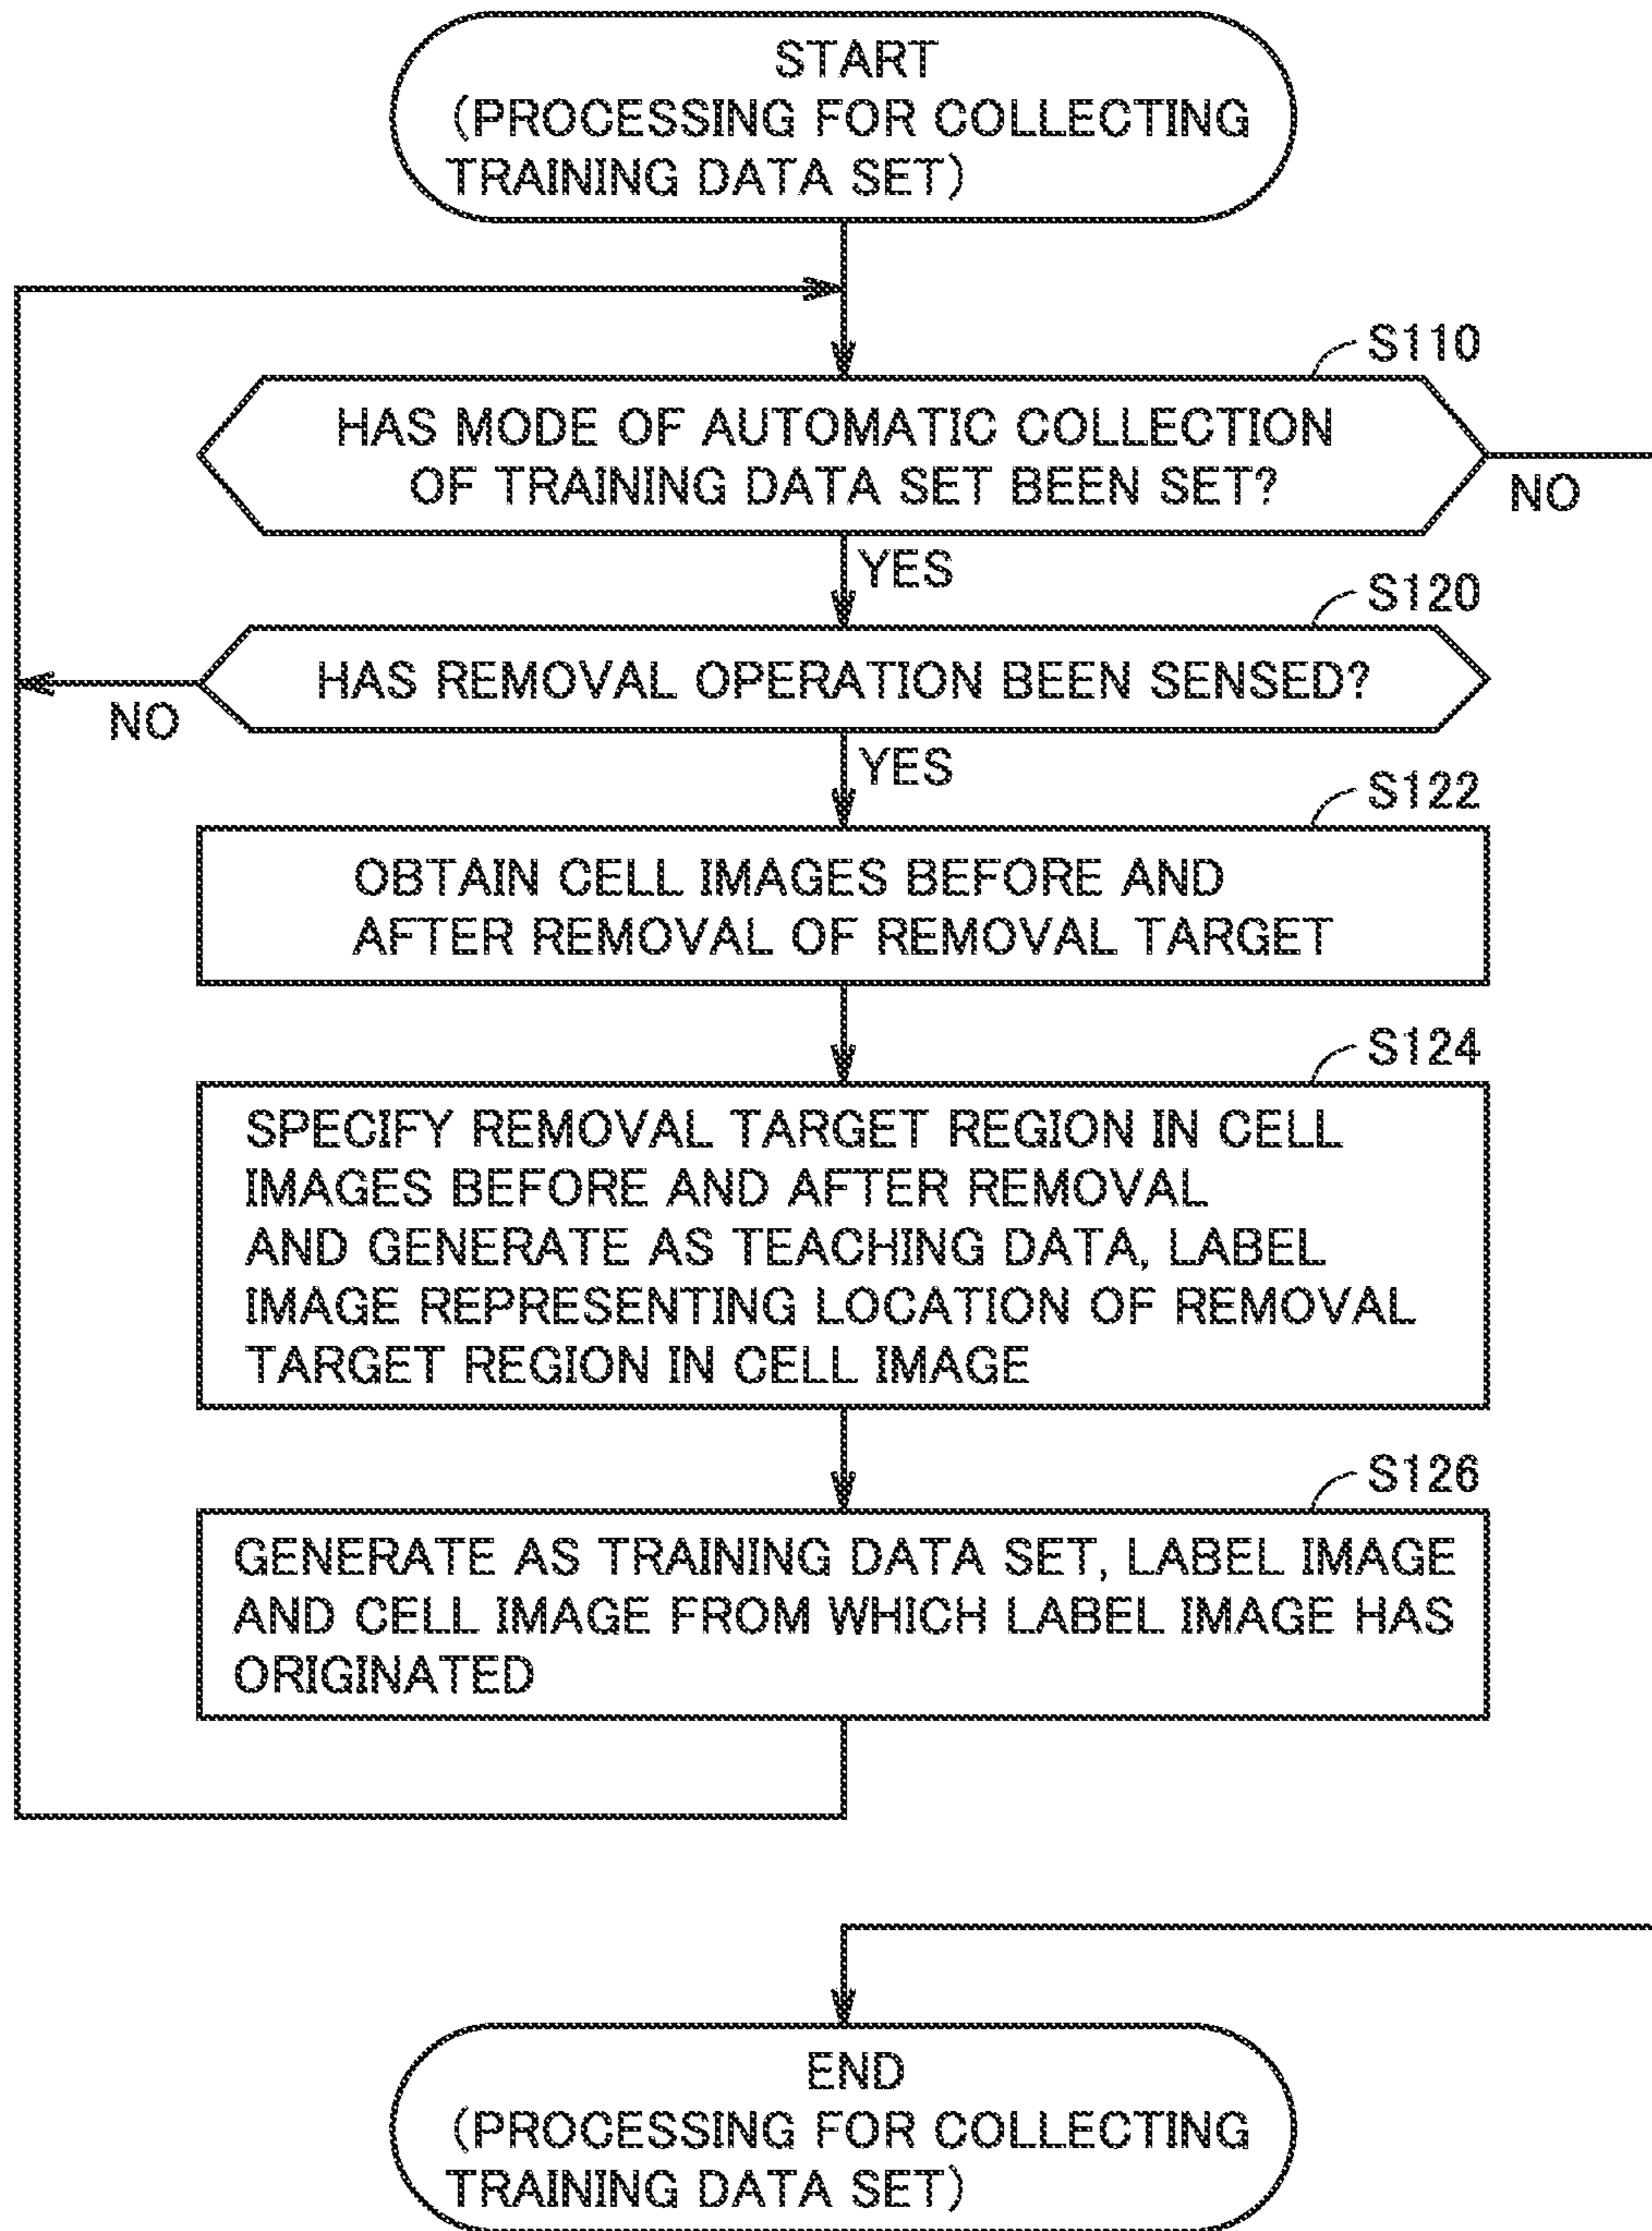 START
(PROCESSING FOR COLLECTING
TRAINING DATA SET)
S110
HAS MODE OF AUTOMATIC COLLECTION
OF TRAINING DATA SET BEEN SET?
NO
YES
S120
HAS REMOVAL OPERATION BEEN SENSED?
NO
YES
S122
OBTAIN CELL IMAGES BEFORE AND
AFTER REMOVAL OF REMOVAL TARGET
S124
SPECIFY REMOVAL TARGET REGION IN CELL
IMAGES BEFORE AND AFTER REMOVAL
AND GENERATE AS TEACHING DATA, LABEL
IMAGE REPRESENTING LOCATION OF REMOVAL
TARGET REGION IN CELL IMAGE
S126
GENERATE AS TRAINING DATA SET, LABEL IMAGE
AND CELL IMAGE FROM WHICH LABEL IMAGE HAS
ORIGINATED
END
(PROCESSING FOR COLLECTING
TRAINING DATA SET)